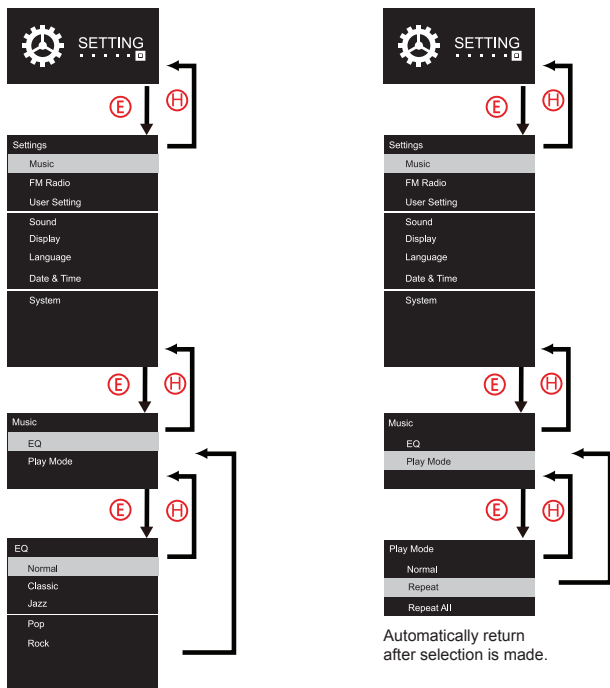 SETTING
E
H
Settings
Music
FM Radio
User Setting
Sound
Display
Language
Date & Time
System
E
H
Music
EQ
Play Mode
E
H
EQ
Normal
Classic
Jazz
Pop
Rock
SETTING
E
H
Settings
Music
FM Radio
User Setting
Sound
Display
Language
Date & Time
System
E
H
Music
EQ
Play Mode
E
H
Play Mode
Normal
Repeat
Repeat All
Automatically return
after selection is made.